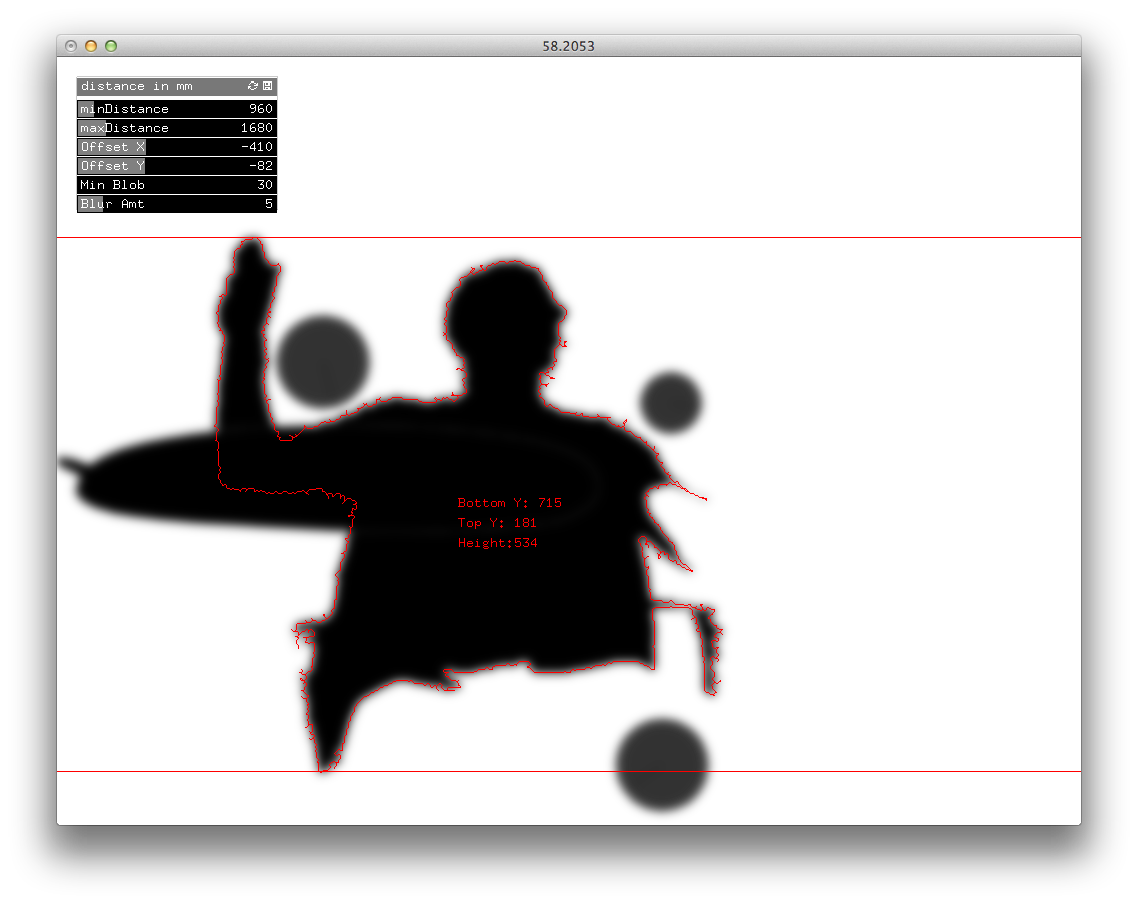 58.2053
distance in mm
minDistance 960
maxDistance 1680
Offset X -410
Offset Y -82
Min Blob 30
Blur Amt 5
Bottom Y: 715
Top Y: 181
Height:534